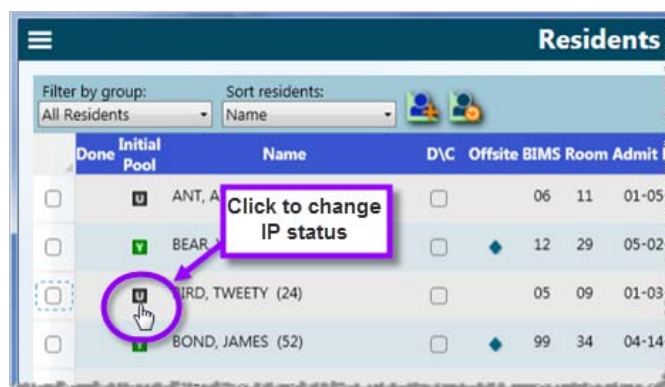 Residents
Filter by group: Sort residents:
All Residents Name
Done Initial Pool Name D\C Offsite BIMS Room Admit
U ANT, A 06 11 01-05
Y BEAR, 12 29 05-02
Click to change
IP status
U BIRD, TWEETY (24) 05 09 01-03
Y BOND, JAMES (52) 99 34 04-14